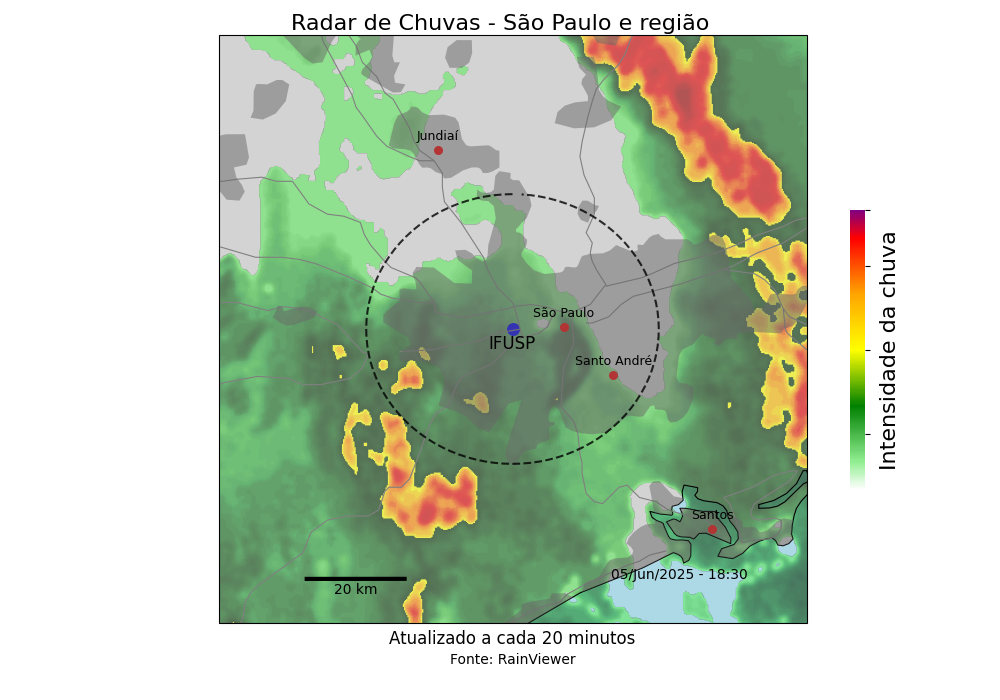 Radar de Chuvas - São Paulo e região
Jundiaí
São Paulo
IFUSP
Santo André
Intensidade da chuva
Santos
05/Jun/2025 - 18:30
20 km
Atualizado a cada 20 minutos
Fonte: RainViewer